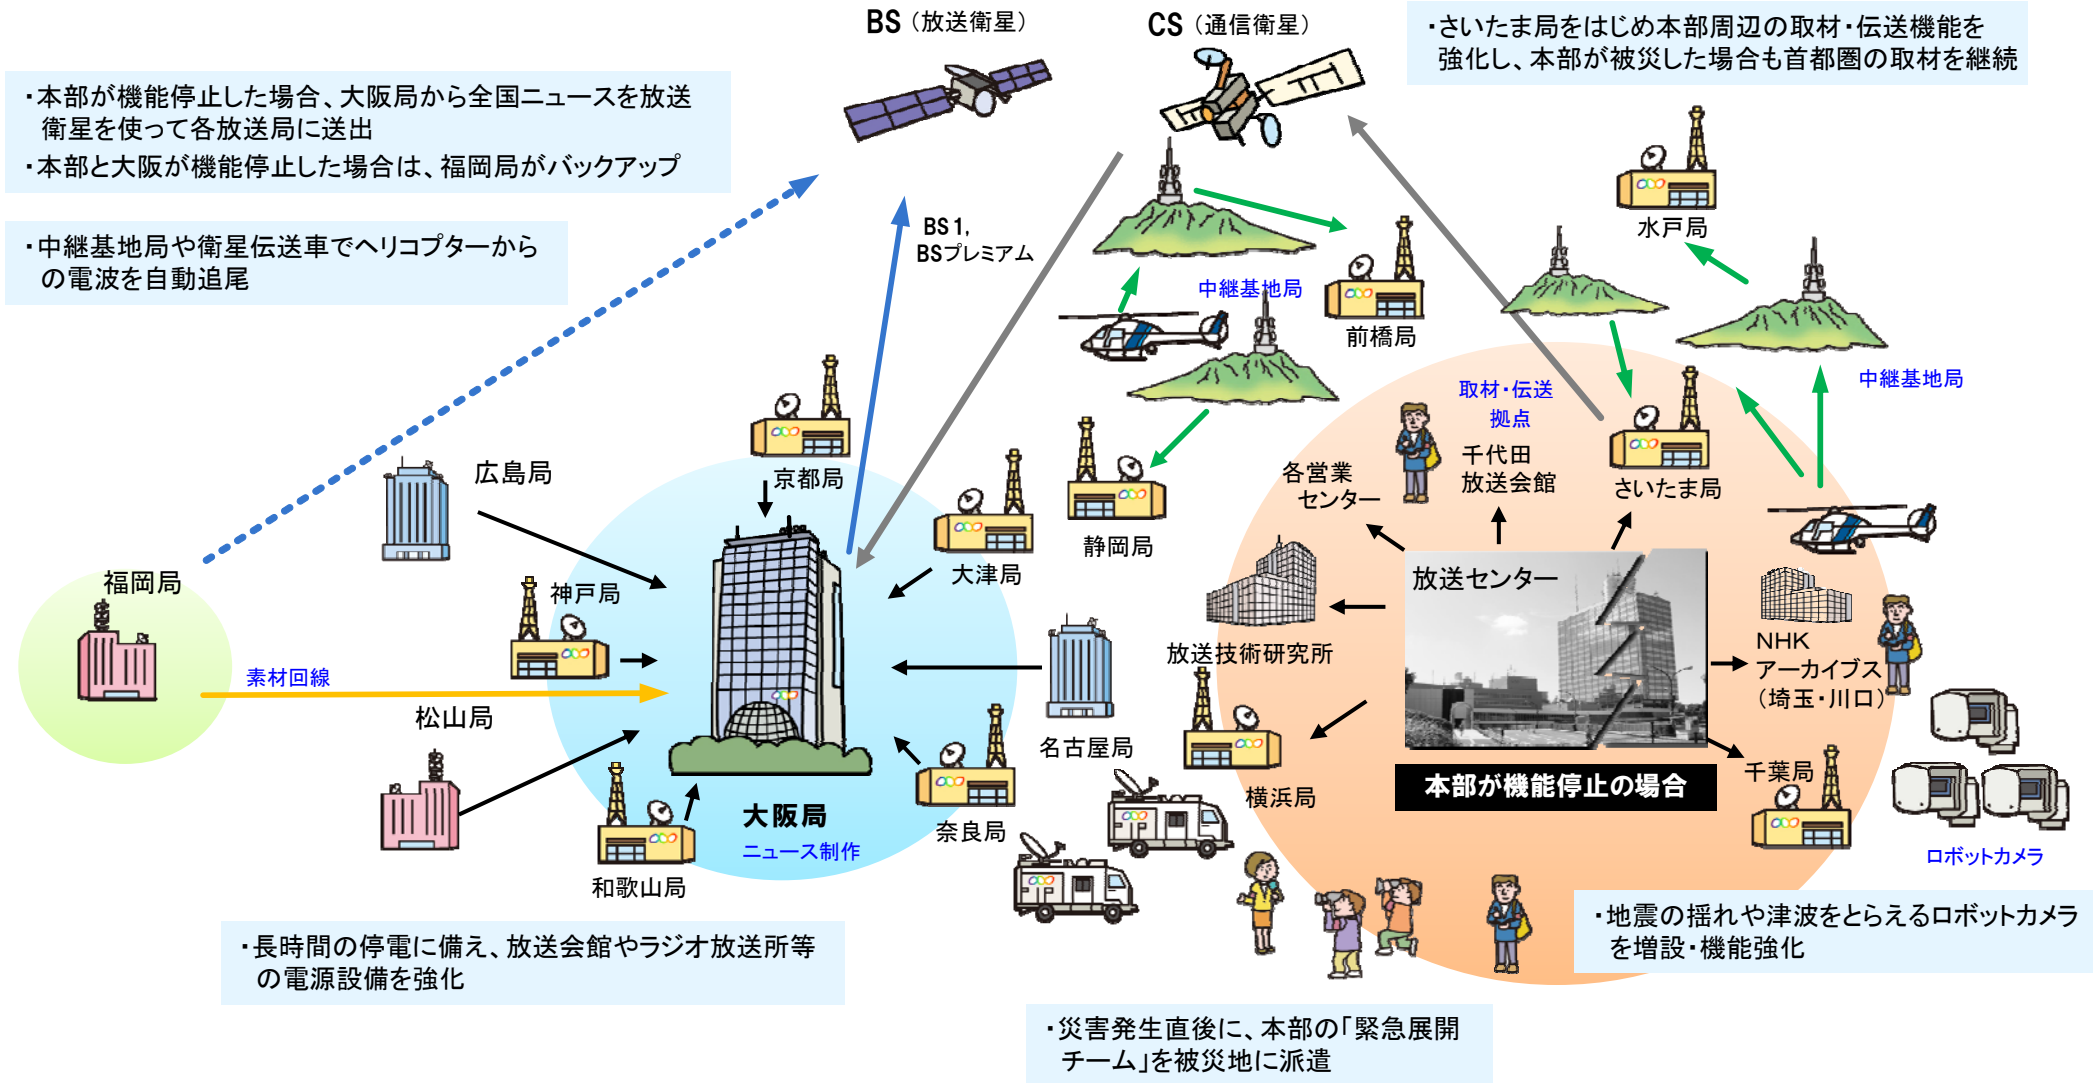 BS（放送衛星）
CS（通信衛星）
・さいたま局をはじめ本部周辺の取材・伝送機能を
強化し、本部が被災した場合も首都圏の取材を継続
・本部が機能停止した場合、大阪局から全国ニュースを放送
衛星を使って各放送局に送出
・本部と大阪が機能停止した場合は、福岡局がバックアップ
・中継基地局や衛星伝送車でヘリコプターから
の電波を自動追尾
BS1，
BSプレミアム
中継基地局
前橋局
水戸局
中継基地局
取材・伝送
拠点
千代田
放送会館
各営業
センター
さいたま局
京都局
広島局
福岡局
神戸局
大津局
静岡局
放送センター
放送技術研究所
NHK
アーカイブス
（埼玉・川口）
素材回線
松山局
名古屋局
横浜局
本部が機能停止の場合
千葉局
大阪局
ニュース制作
奈良局
和歌山局
ロボットカメラ
・地震の揺れや津波をとらえるロボットカメラ
を増設・機能強化
・長時間の停電に備え、放送会館やラジオ放送所等
の電源設備を強化
・災害発生直後に、本部の「緊急展開
チーム」を被災地に派遣